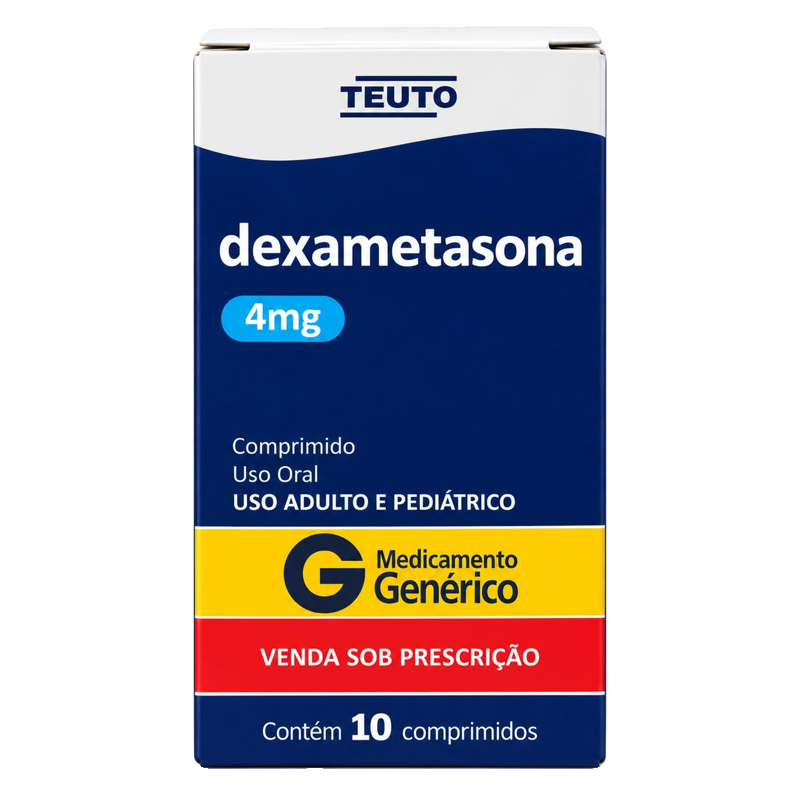 TEUTO
dexametasona
4mg
Comprimido
Uso Oral
USO ADULTO E PEDIÁTRICO
G Medicamento
Genérico
VENDA SOB PRESCRIÇÃO
Contém 10 comprimidos